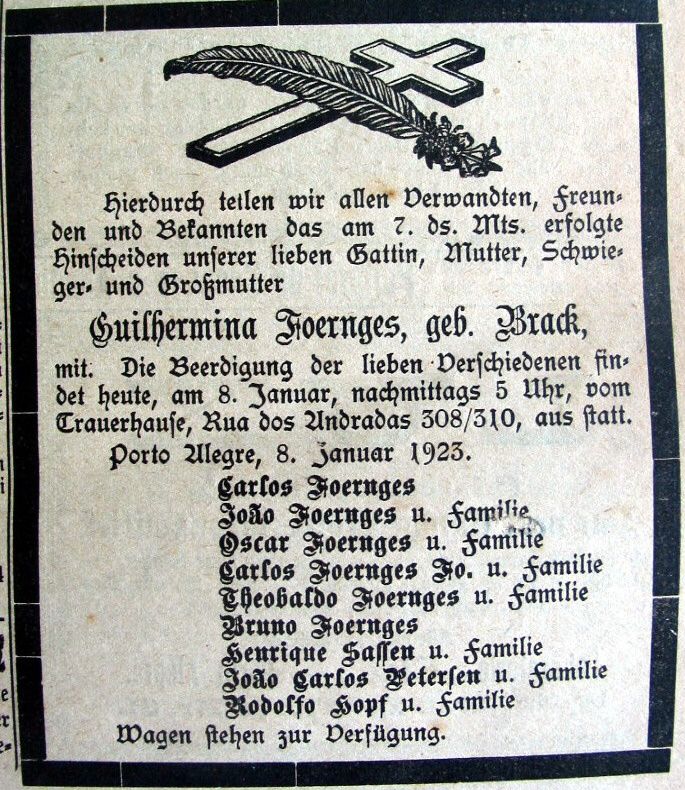 Hierdurch teilen wir allen Verwandten, Freun-
den und Bekannten das am 7. ds. Mts. erfolgte
Hinscheiden unserer lieben Gattin, Mutter, Schwie-
ger- und Großmutter
Guilhermina Foernges, geb. Brack,
mit. Die Beerdigung der lieben Verschiedenen fin-
det heute, am 8. Januar, nachmittags 5 Uhr, vom
Trauerhause, Rua dos Andradas 308/310, aus statt.
Porto Alegre, 8. Januar 1923.
Carlos Foernges
João Foernges u. Familie
Oscar Foernges u. Familie
Carlos Foernges Fo. u. Familie
Theobaldo Foernges u. Familie
Bruno Foernges
Henrique Sassen u. Familie
João Carlos Petersen u. Familie
Rodolfo Hopf u. Familie
Wagen stehen zur Verfügung.